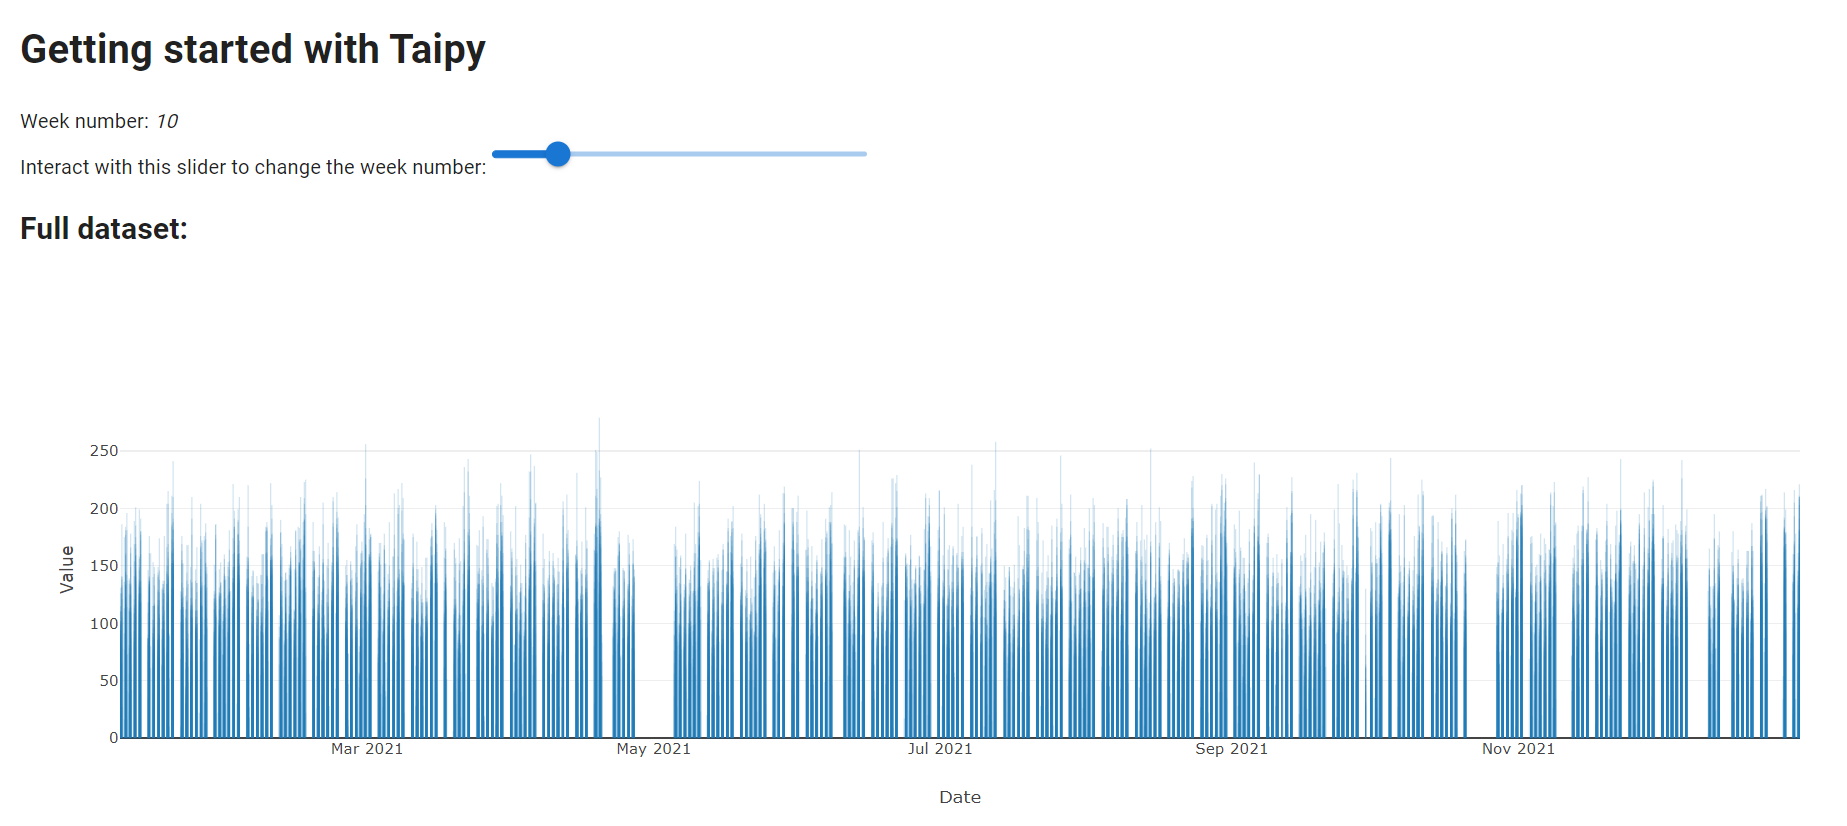 Getting started with Taipy
Week number: 10
Interact with this slider to change the week number:
Full dataset:
250
200
150
100
50
0
Value
Mar 2021
May 2021
Jul 2021
Sep 2021
Nov 2021
Date